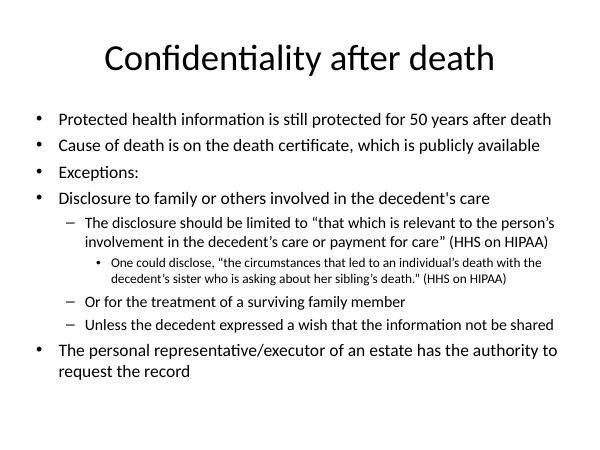 Confidentiality after death
• Protected health information is still protected for 50 years after death
• Cause of death is on the death certificate, which is publicly available
• Exceptions:
• Disclosure to family or others involved in the decedent's care
– The disclosure should be limited to “that which is relevant to the person’s
involvement in the decedent’s care or payment for care” (HHS on HIPAA)
• One could disclose, “the circumstances that led to an individual’s death with the
decedent’s sister who is asking about her sibling’s death.” (HHS on HIPAA)
– Or for the treatment of a surviving family member
– Unless the decedent expressed a wish that the information not be shared
• The personal representative/executor of an estate has the authority to
request the record